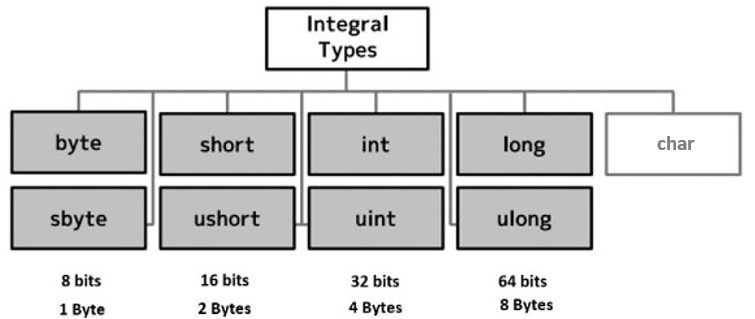 Integral
Types
byte short int long char
sbyte ushort uint ulong
8 bits 16 bits 32 bits 64 bits
1 Byte 2 Bytes 4 Bytes 8 Bytes